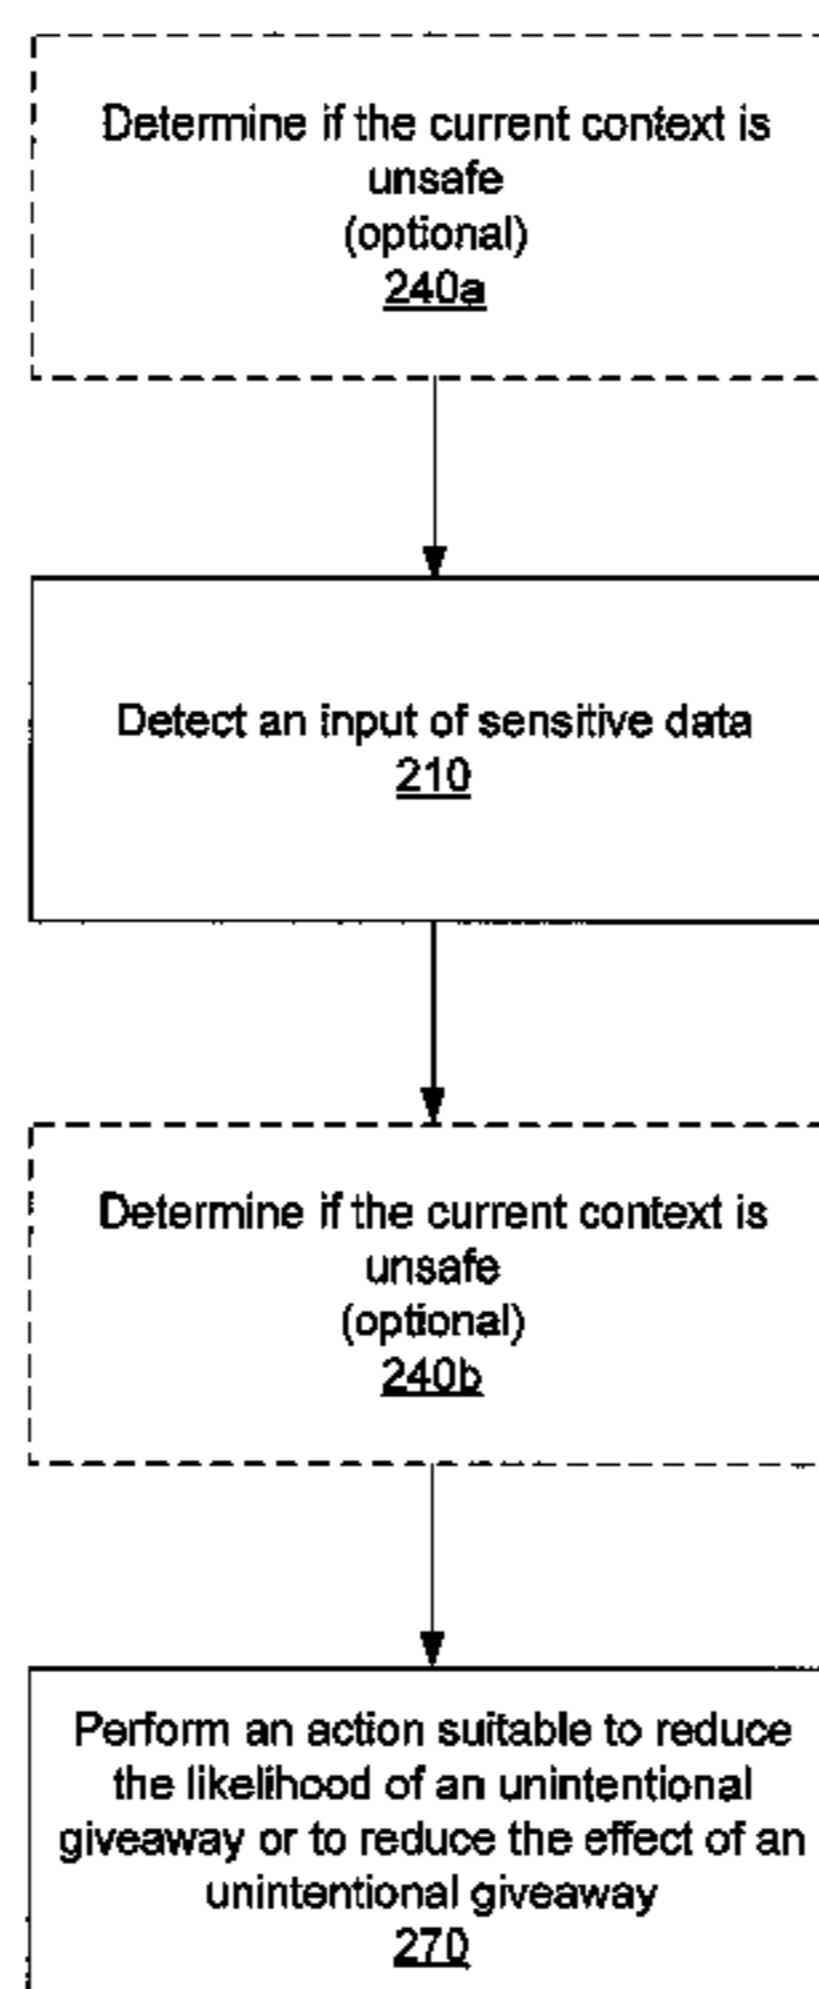 Determine if the current context is
unsafe
(optional)
240a
Detect an input of sensitive data
210
Determine if the current context is
unsafe
(optional)
240b
Perform an action suitable to reduce
the likelihood of an unintentional
giveaway or to reduce the effect of an
unintentional giveaway
270